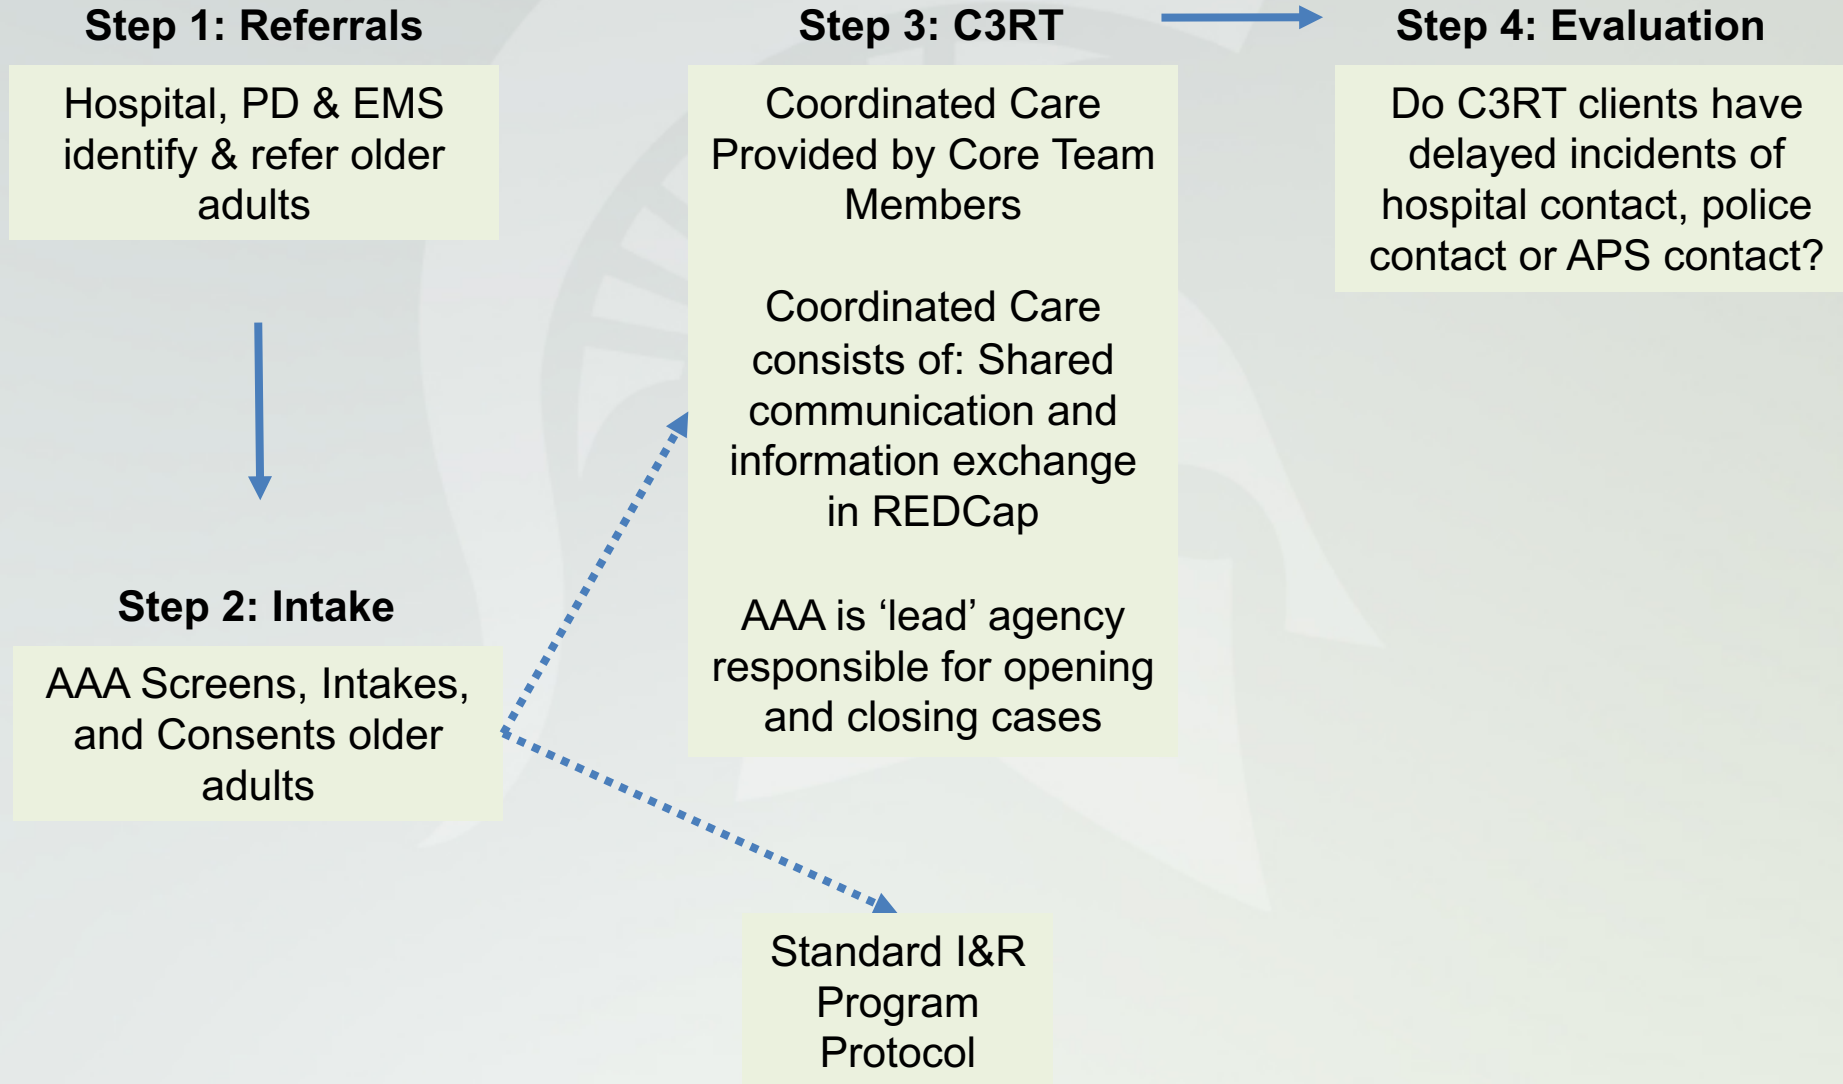 Step 1: Referrals
Hospital, PD & EMS
identify & refer older
adults
Step 2: Intake
AAA Screens, Intakes,
and Consents older
adults
Step 3: C3RT
Coordinated Care
Provided by Core Team
Members
Coordinated Care
consists of: Shared
communication and
information exchange
in REDCap
AAA is ‘lead’ agency
responsible for opening
and closing cases
Standard I&R
Program
Protocol
Step 4: Evaluation
Do C3RT clients have
delayed incidents of
hospital contact, police
contact or APS contact?